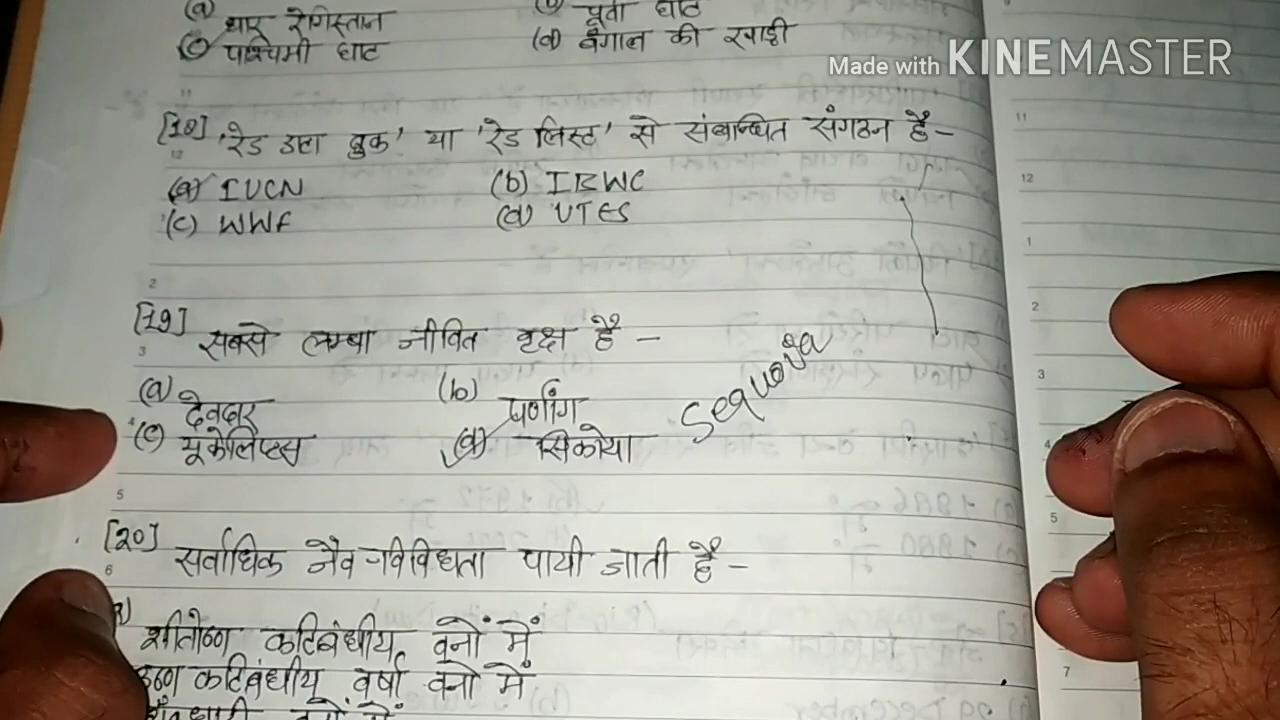 (a) थार रेगिस्तान (b) पूर्वी घाट
(c) पश्चिमी घाट (d) बंगाल की खाड़ी
Made with KINEMASTER
[18] 'रेड डाटा बुक' या 'रेड लिस्ट' से संबन्धित संगठन है-
(a) IUCN (b) IBWC
(c) WWF (d) UTES
[19] सबसे लम्बा जीवित वृक्ष है -
(a) देवदार (b) पर्णांग
(c) यूकेलिप्टस (d) सिकोया sequoia
[20] सर्वाधिक जैव-विविधता पायी जाती है -
शीतोष्ण कटिबंधीय वनों में
उष्ण कटिबंधीय वर्षा वनों में